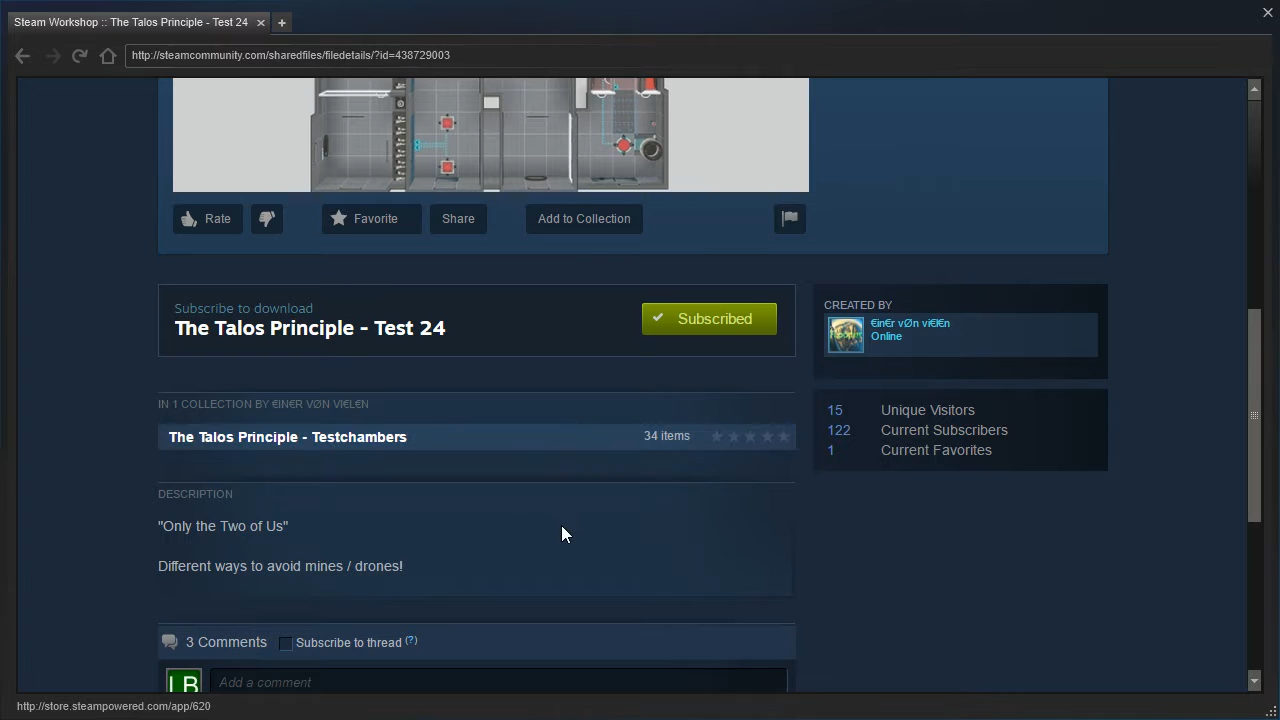 Steam Workshop :: The Talos Principle - Test 24
http://steamcommunity.com/sharedfiles/filedetails/?id=438729003
Rate
Favorite
Share
Add to Collection
Subscribe to download
The Talos Principle - Test 24
Subscribed
CREATED BY
€in€r vØn vi€l€n
Online
IN 1 COLLECTION BY €IN€R VØN VI€L€N
The Talos Principle - Testchambers
34 items
15 Unique Visitors
122 Current Subscribers
1 Current Favorites
DESCRIPTION
"Only the Two of Us"
Different ways to avoid mines / drones!
3 Comments
Subscribe to thread (?)
LB
Add a comment
http://store.steampowered.com/app/620